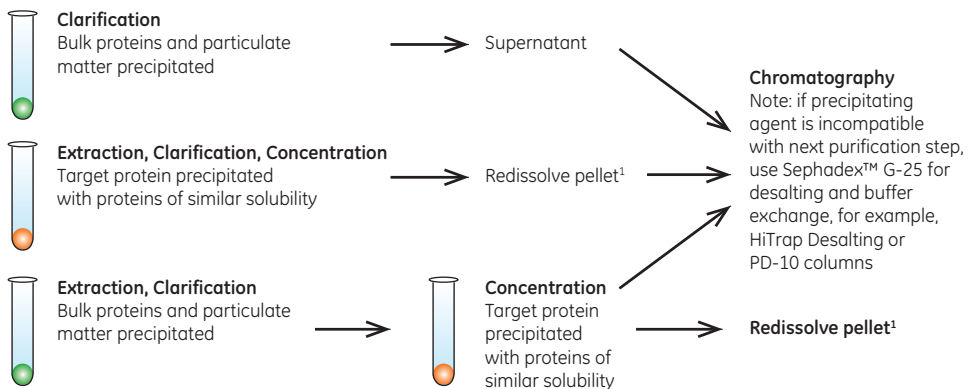 Clarification
Bulk proteins and particulate
matter precipitated
Supernatant
Extraction, Clarification, Concentration
Target protein precipitated
with proteins of similar solubility
Redissolve pellet¹
Chromatography
Note: if precipitating
agent is incompatible
with next purification step,
use Sephadex™ G-25 for
desalting and buffer
exchange, for example,
HiTrap Desalting or
PD-10 columns
Extraction, Clarification
Bulk proteins and particulate
matter precipitated
Concentration
Target protein
precipitated
with proteins of
similar solubility
Redissolve pellet¹